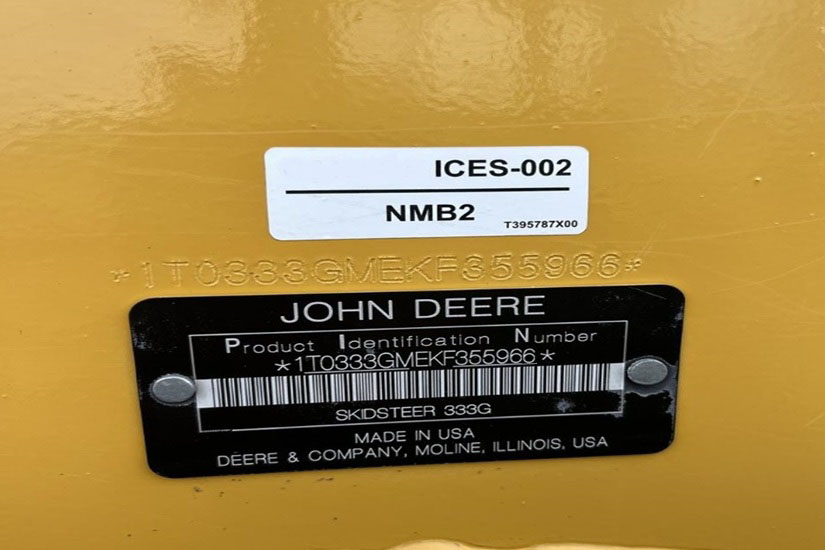 ICES-002
NMB2
T395787X00
*1T0333GMEKF355966*
JOHN DEERE
Product Identification Number
*1T0333GMEKF355966*
SKIDSTEER 333G
MADE IN USA
DEERE & COMPANY, MOLINE, ILLINOIS, USA